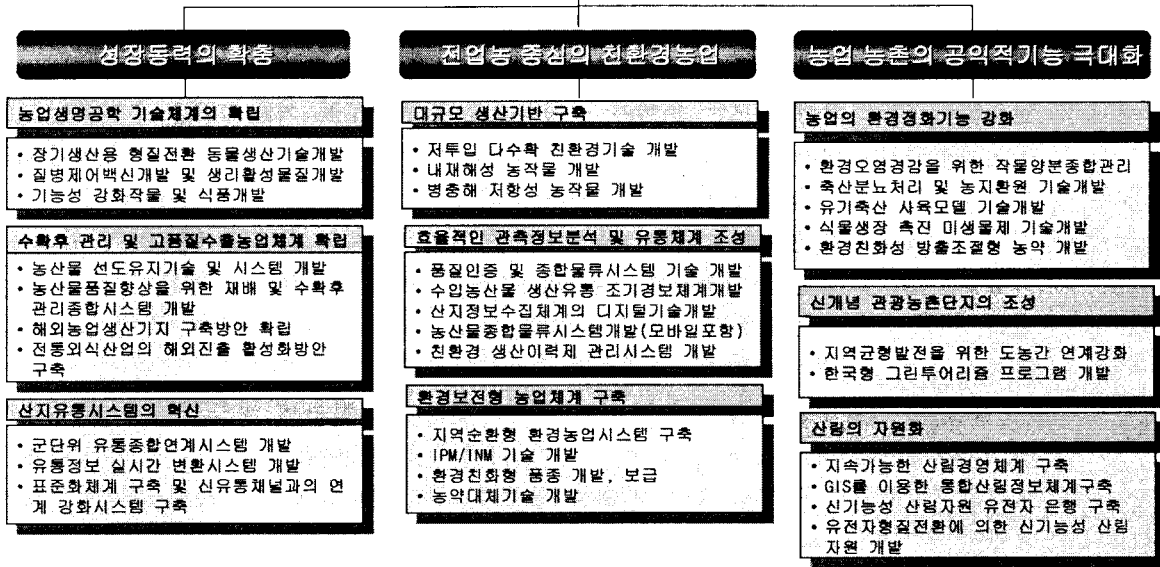 성장동력의 확충
농업생명공학 기술체계의 확립
• 장기생산용 형질전환 동물생산기술개발
• 질병제어백신개발 및 생리활성물질개발
• 기능성 강화작물 및 식품개발
수확후 관리 및 고품질수출농업체계 확립
• 농산물 선도유지기술 및 시스템 개발
• 농산물품질향상을 위한 재배 및 수확후
관리종합시스템 개발
• 해외농업생산기지 구축방안 확립
• 전통외식산업의 해외진출 활성화방안
구축
산지유통시스템의 혁신
• 군단위 유통종합연계시스템 개발
• 유통정보 실시간 변환시스템 개발
• 표준화체계 구축 및 신유통채널과의 연
계 강화시스템 구축
전업농 중심의 친환경농업
대규모 생산기반 구축
• 저투입 다수확 친환경기술 개발
• 내재해성 농작물 개발
• 병충해 저항성 농작물 개발
효율적인 관측정보분석 및 유통체계 조성
• 품질인증 및 종합물류시스템 기술 개발
• 수입농산물 생산유통 조기경보체계개발
• 산지정보수집체계의 디지털기술개발
• 농산물종합물류시스템개발(모바일포함)
• 친환경 생산이력제 관리시스템 개발
환경보전형 농업체계 구축
• 지역순환형 환경농업시스템 구축
• IPM/INM 기술 개발
• 환경친화형 품종 개발, 보급
• 농약대체기술 개발
농업 농촌의 공익적기능 극대화
농업의 환경정화기능 강화
• 환경오염경감을 위한 작물양분종합관리
• 축산분뇨처리 및 농지환원 기술개발
• 유기축산 사육모델 기술개발
• 식물생장 촉진 미생물제 기술개발
• 환경친화성 방출조절형 농약 개발
신개념 관광농촌단지의 조성
• 지역균형발전을 위한 도농간 연계강화
• 한국형 그린투어리즘 프로그램 개발
산림의 자원화
• 지속가능한 산림경영체계 구축
• GIS를 이용한 통합산림정보체계구축
• 신기능성 산림자원 유전자 은행 구축
• 유전자형질전환에 의한 신기능성 산림
자원 개발